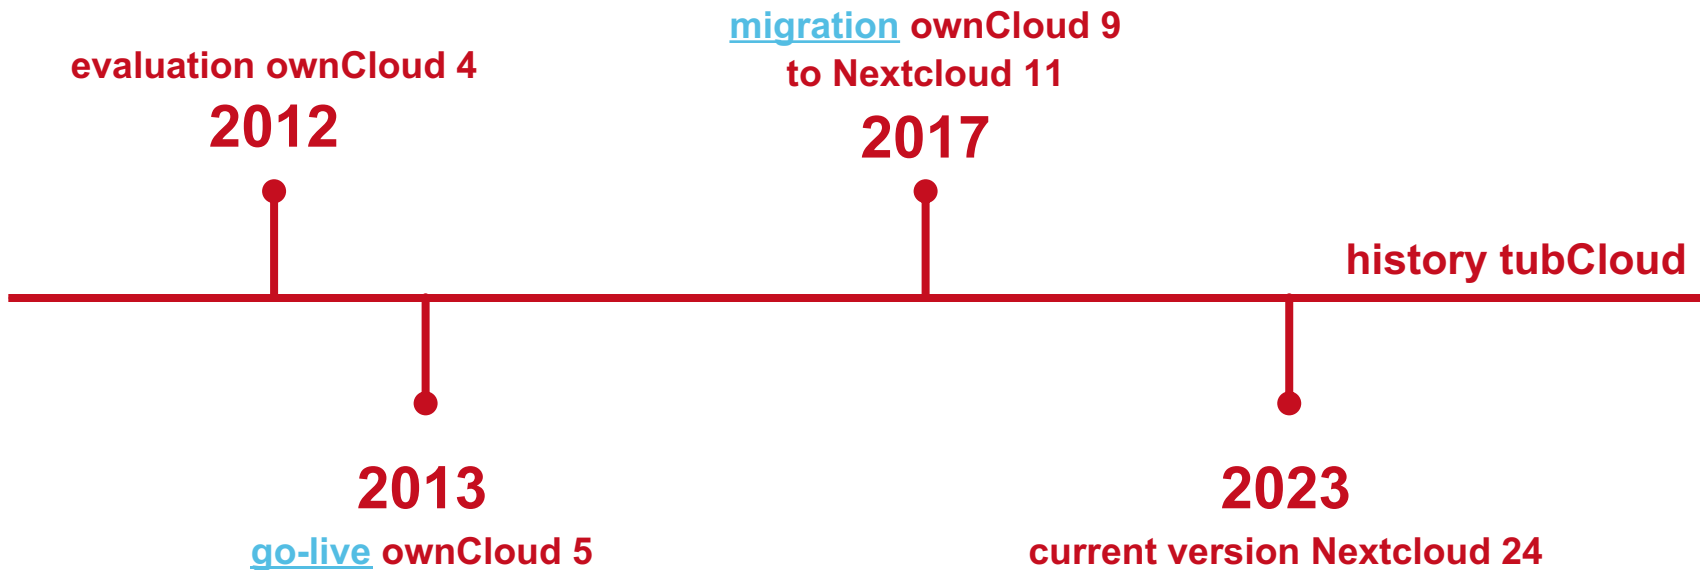 evaluation ownCloud 4
2012
migration ownCloud 9
to Nextcloud 11
2017
history tubCloud
2013
go-live ownCloud 5
2023
current version Nextcloud 24